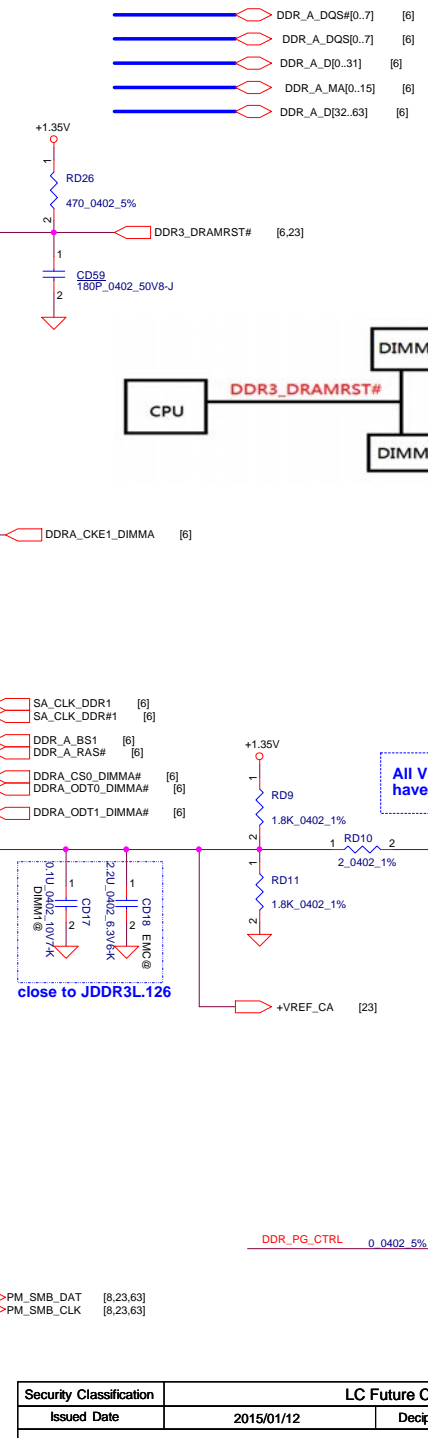 DDR_A_DQS#[0..7] [6]
DDR_A_DQS[0..7] [6]
DDR_A_D[0..31] [6]
DDR_A_MA[0..15] [6]
DDR_A_D[32..63] [6]
+1.35V
1
RD26
470_0402_5%
2
DDR3_DRAMRST# [6,23]
1
CD59
180P_0402_50V8-J
2
DIMM
DDR3_DRAMRST#
CPU
DIMM
DDRA_CKE1_DIMMA [6]
SA_CLK_DDR1 [6]
SA_CLK_DDR#1 [6]
DDR_A_BS1 [6]
DDR_A_RAS# [6]
DDRA_CS0_DIMMA# [6]
DDRA_ODT0_DIMMA# [6]
DDRA_ODT1_DIMMA# [6]
+1.35V
All V
have
1
RD9
1.8K_0402_1%
2
1 RD10 2
2_0402_1%
1
RD11
1.8K_0402_1%
2
0.1U_0402_10V7-K
DIMM1@
1
2
CD17
2.2U_0402_6.3V6-K
1
2
CD18
EMC@
close to JDDR3L.126
+VREF_CA [23]
DDR_PG_CTRL
0_0402_5%
PM_SMB_DAT [8,23,63]
PM_SMB_CLK [8,23,63]
Security Classification
LC Future C
Issued Date
2015/01/12
Decip